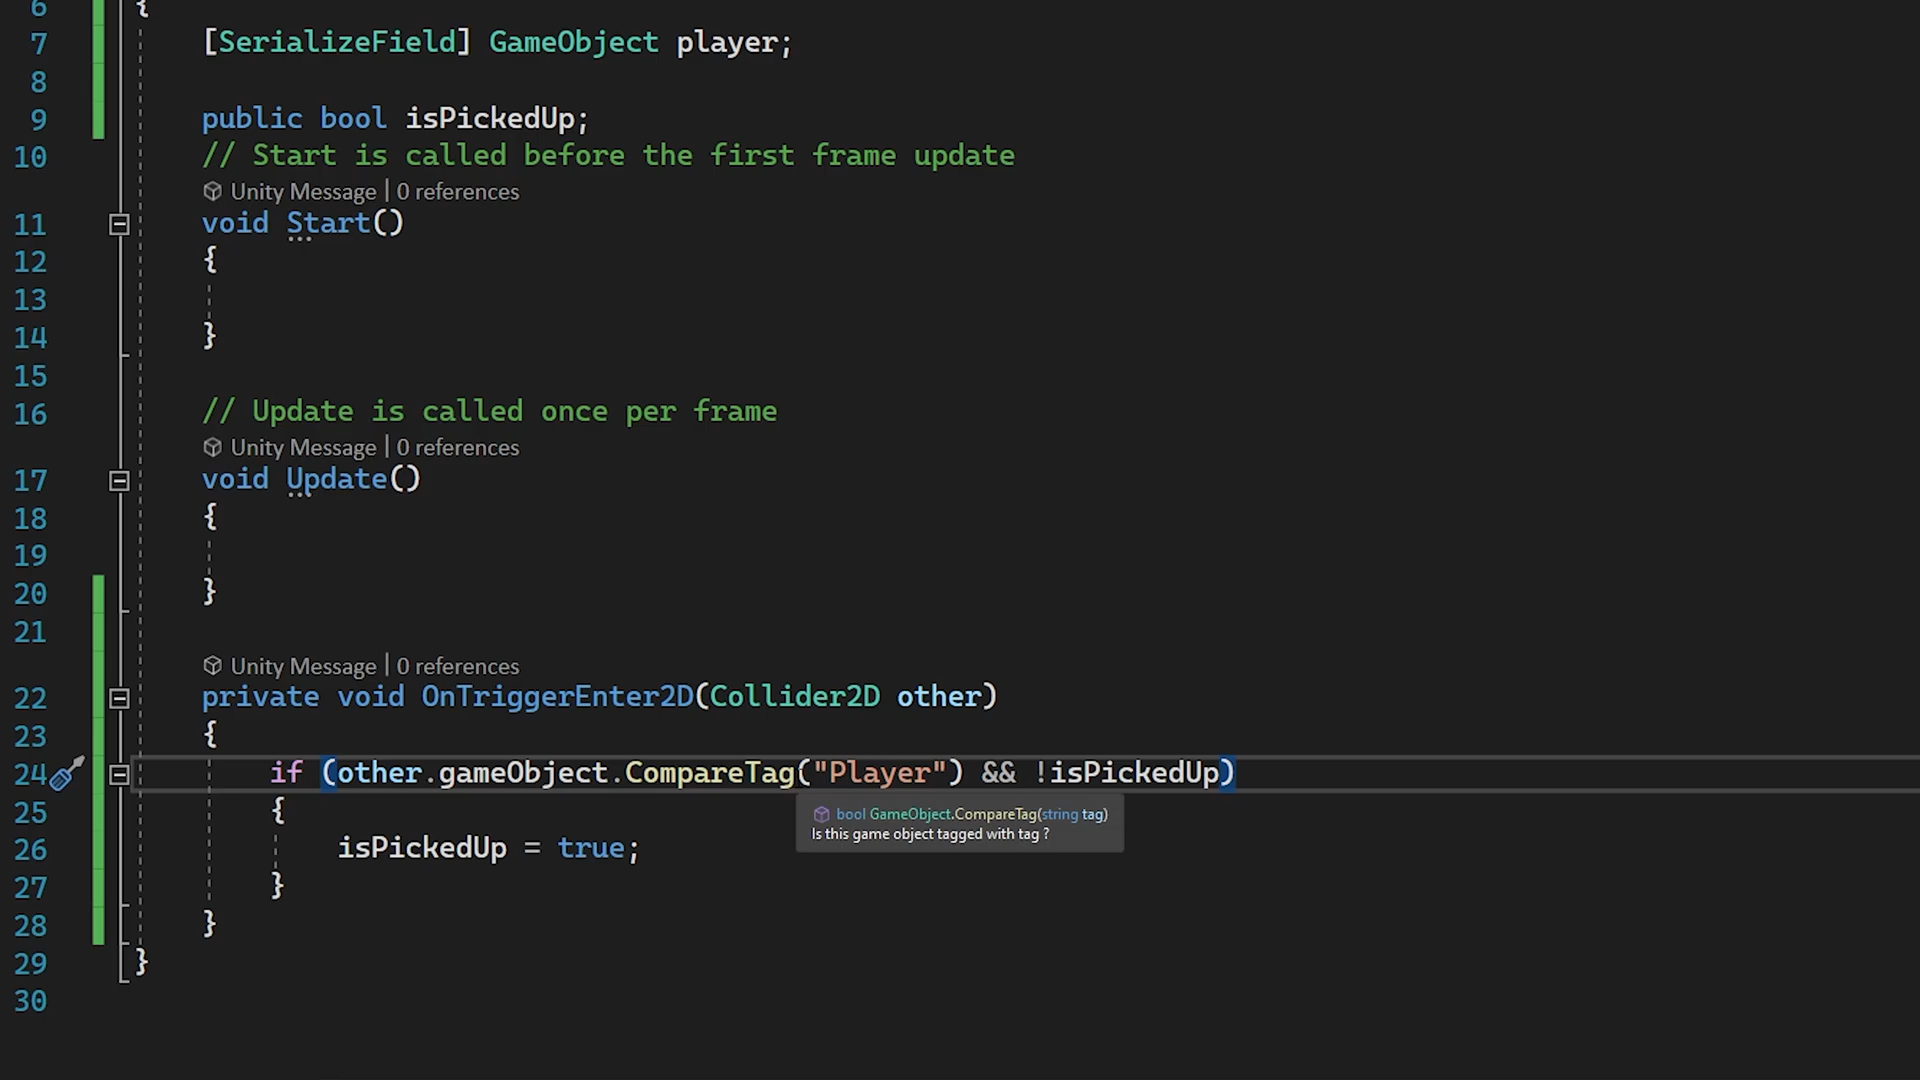 6 {
7 [SerializeField] GameObject player;
8
9 public bool isPickedUp;
10 // Start is called before the first frame update
Unity Message | 0 references
11 void Start()
12 {
13
14 }
15
16 // Update is called once per frame
Unity Message | 0 references
17 void Update()
18 {
19
20 }
21
Unity Message | 0 references
22 private void OnTriggerEnter2D(Collider2D other)
23 {
24 if (other.gameObject.CompareTag("Player") && !isPickedUp)
25 {
bool GameObject.CompareTag(string tag)
Is this game object tagged with tag ?
26 isPickedUp = true;
27 }
28 }
29 }
30